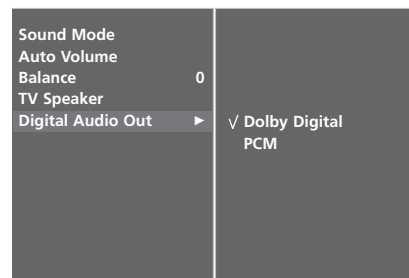 Sound Mode
Auto Volume
Balance 0
TV Speaker
Digital Audio Out ►
√ Dolby Digital
PCM